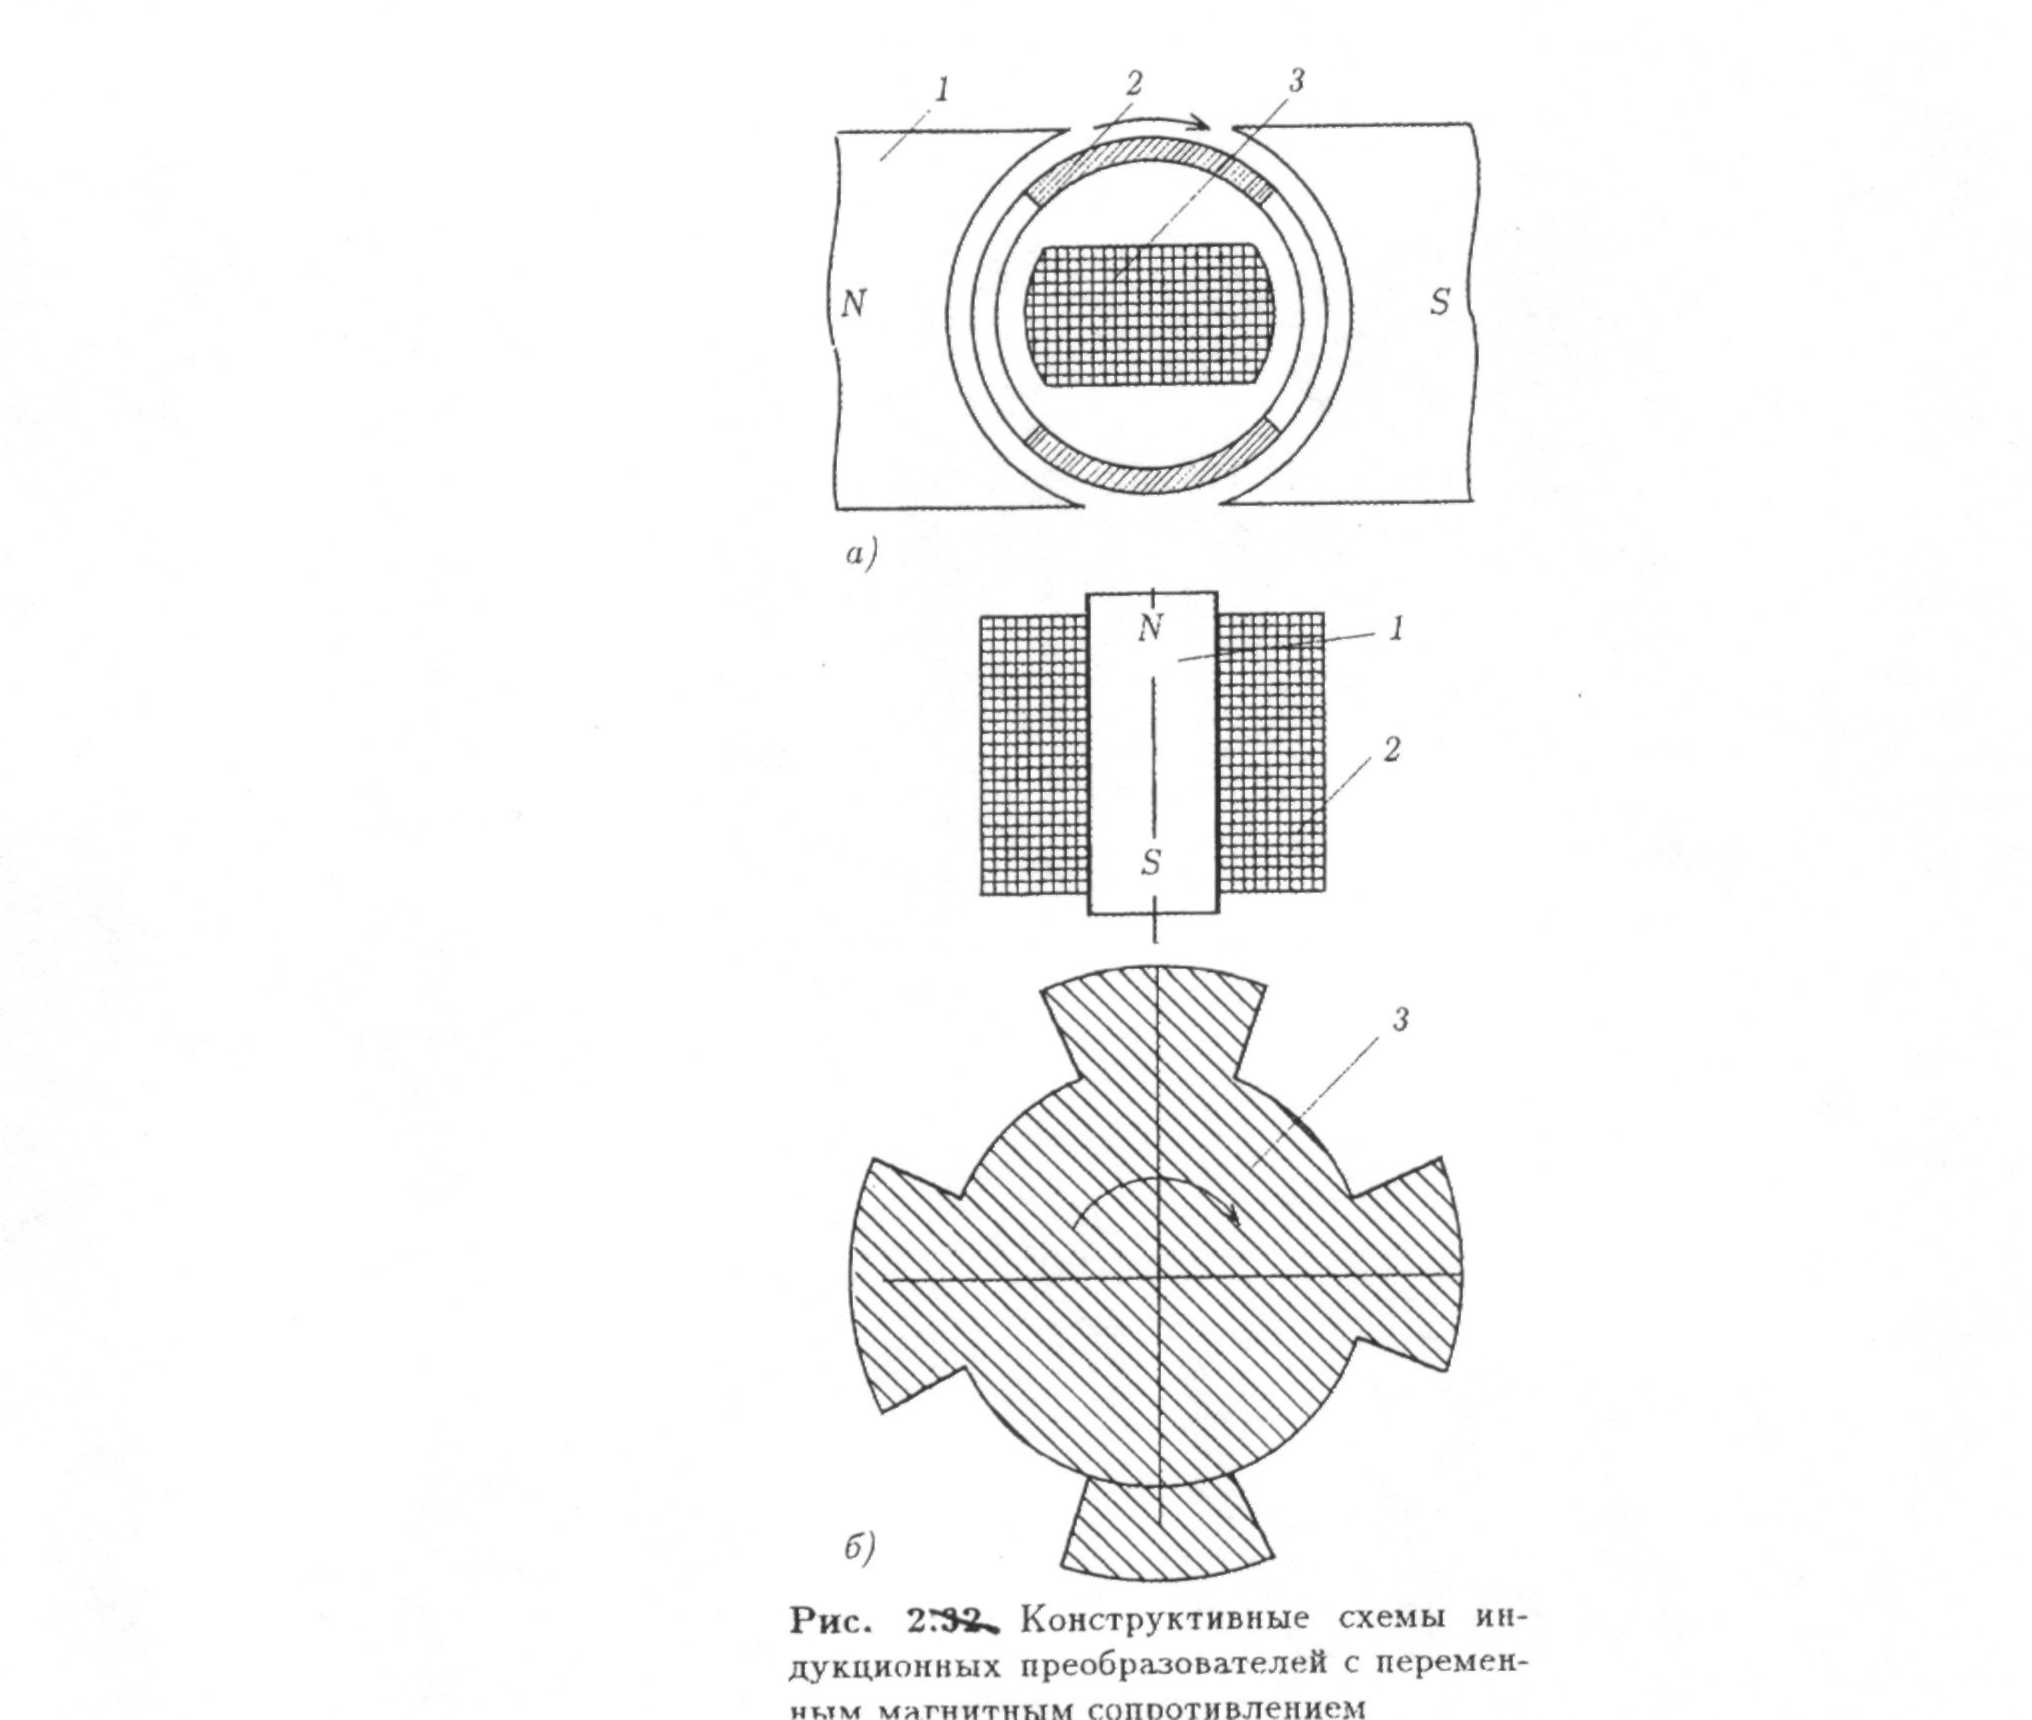 1 2 3
N S
а)
N
1
2
S
3
б)
Рис. 2.32. Конструктивные схемы ин-
дукционных преобразователей с перемен-
ным магнитным сопротивлением